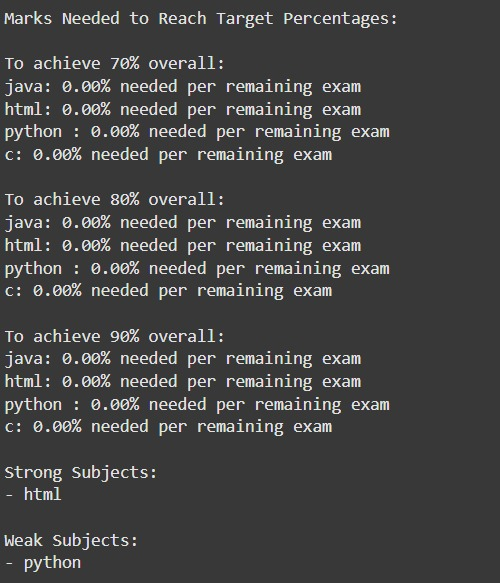 Marks Needed to Reach Target Percentages:
To achieve 70% overall:
java: 0.00% needed per remaining exam
html: 0.00% needed per remaining exam
python : 0.00% needed per remaining exam
c: 0.00% needed per remaining exam
To achieve 80% overall:
java: 0.00% needed per remaining exam
html: 0.00% needed per remaining exam
python : 0.00% needed per remaining exam
c: 0.00% needed per remaining exam
To achieve 90% overall:
java: 0.00% needed per remaining exam
html: 0.00% needed per remaining exam
python : 0.00% needed per remaining exam
c: 0.00% needed per remaining exam
Strong Subjects:
- html
Weak Subjects:
- python